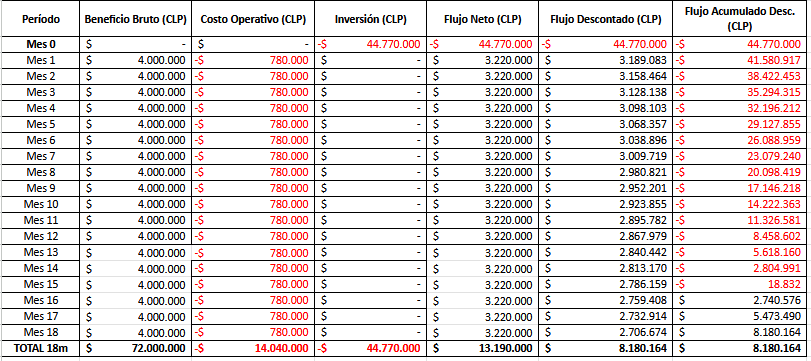 Período Beneficio Bruto (CLP) Costo Operativo (CLP) Inversión (CLP) Flujo Neto (CLP) Flujo Descontado (CLP) Flujo Acumulado Desc. (CLP)
Mes 0 $ - $ - -$ 44.770.000 -$ 44.770.000 -$ 44.770.000 -$ 44.770.000
Mes 1 $ 4.000.000 -$ 780.000 $ - $ 3.220.000 $ 3.189.083 -$ 41.580.917
Mes 2 $ 4.000.000 -$ 780.000 $ - $ 3.220.000 $ 3.158.464 -$ 38.422.453
Mes 3 $ 4.000.000 -$ 780.000 $ - $ 3.220.000 $ 3.128.138 -$ 35.294.315
Mes 4 $ 4.000.000 -$ 780.000 $ - $ 3.220.000 $ 3.098.103 -$ 32.196.212
Mes 5 $ 4.000.000 -$ 780.000 $ - $ 3.220.000 $ 3.068.357 -$ 29.127.855
Mes 6 $ 4.000.000 -$ 780.000 $ - $ 3.220.000 $ 3.038.896 -$ 26.088.959
Mes 7 $ 4.000.000 -$ 780.000 $ - $ 3.220.000 $ 3.009.719 -$ 23.079.240
Mes 8 $ 4.000.000 -$ 780.000 $ - $ 3.220.000 $ 2.980.821 -$ 20.098.419
Mes 9 $ 4.000.000 -$ 780.000 $ - $ 3.220.000 $ 2.952.201 -$ 17.146.218
Mes 10 $ 4.000.000 -$ 780.000 $ - $ 3.220.000 $ 2.923.855 -$ 14.222.363
Mes 11 $ 4.000.000 -$ 780.000 $ - $ 3.220.000 $ 2.895.782 -$ 11.326.581
Mes 12 $ 4.000.000 -$ 780.000 $ - $ 3.220.000 $ 2.867.979 -$ 8.458.602
Mes 13 $ 4.000.000 -$ 780.000 $ - $ 3.220.000 $ 2.840.442 -$ 5.618.160
Mes 14 $ 4.000.000 -$ 780.000 $ - $ 3.220.000 $ 2.813.170 -$ 2.804.991
Mes 15 $ 4.000.000 -$ 780.000 $ - $ 3.220.000 $ 2.786.159 -$ 18.832
Mes 16 $ 4.000.000 -$ 780.000 $ - $ 3.220.000 $ 2.759.408 $ 2.740.576
Mes 17 $ 4.000.000 -$ 780.000 $ - $ 3.220.000 $ 2.732.914 $ 5.473.490
Mes 18 $ 4.000.000 -$ 780.000 $ - $ 3.220.000 $ 2.706.674 $ 8.180.164
TOTAL 18m $ 72.000.000 -$ 14.040.000 -$ 44.770.000 $ 13.190.000 $ 8.180.164 $ 8.180.164